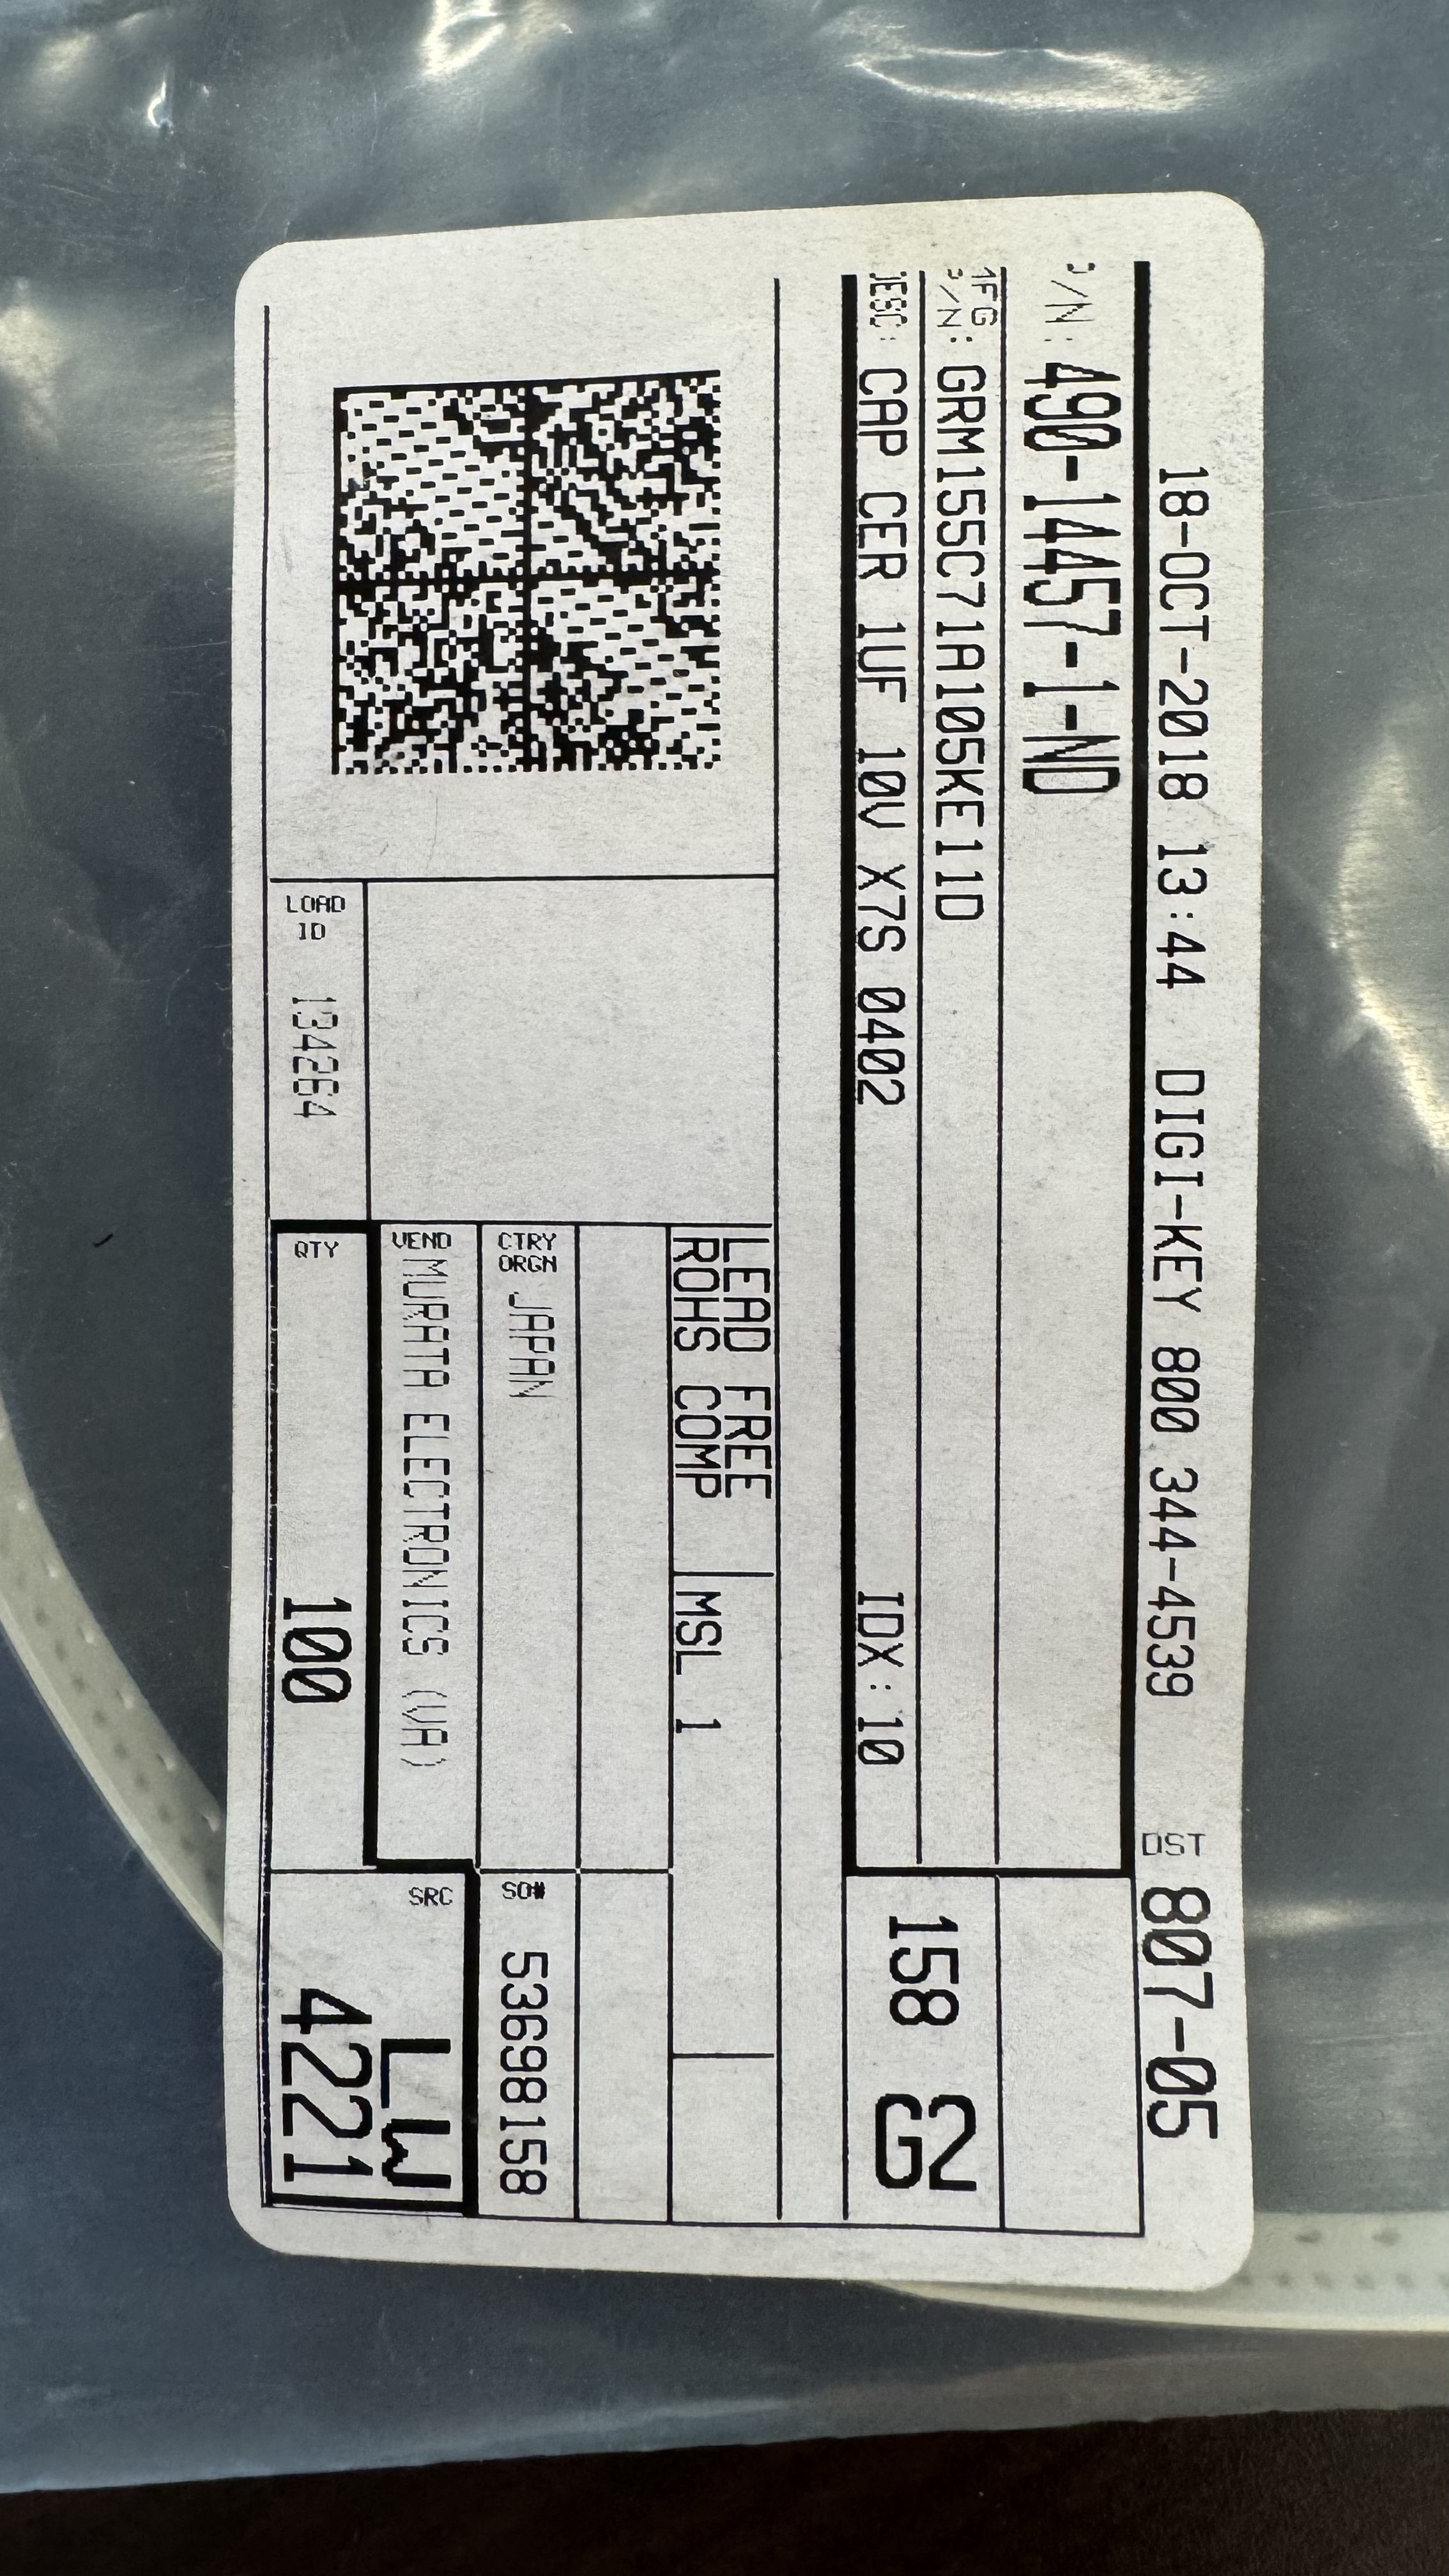 18-OCT-2018 13:44 DIGI-KEY 800 344-4539 DST 807-05
P/N: 490-14457-1-ND
MFG
P/N: GRM155C71A105KE11D
DESC: CAP CER 1UF 10V X7S 0402 IDX:10
158 G2
LEAD FREE
ROHS COMP MSL 1
CTRY
ORGN JAPAN
SO# 53698158
VEND MURATA ELECTRONICS (VA)
SRC LW
4221
LOAD
ID 134264
QTY 100